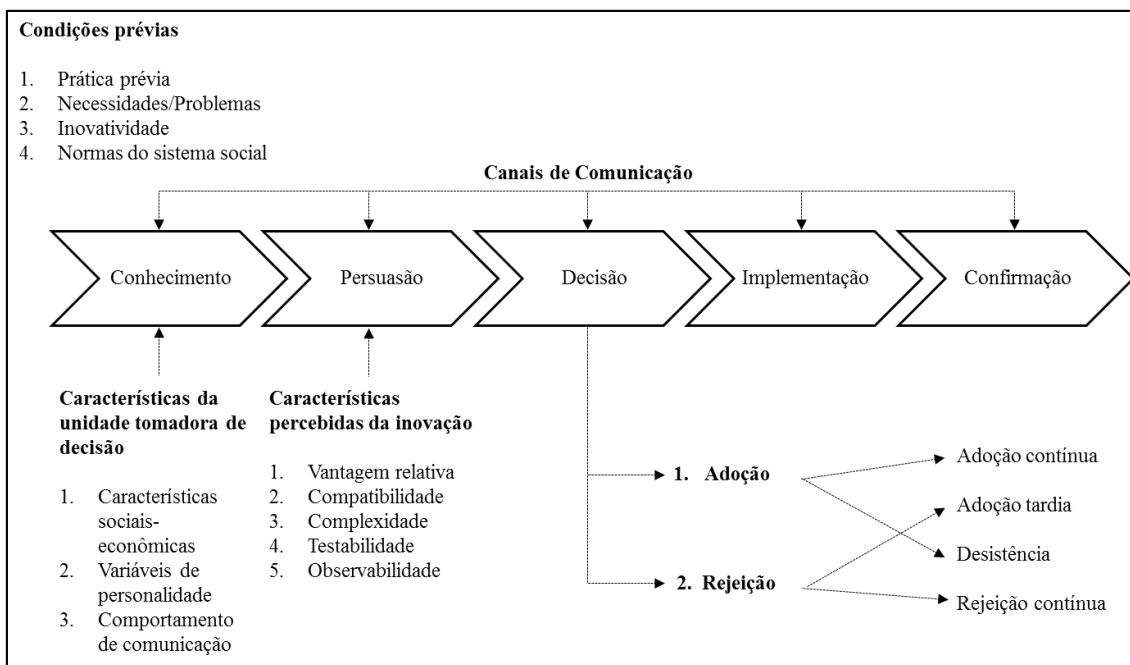 Condições prévias
1. Prática prévia
2. Necessidades/Problemas
3. Inovatividade
4. Normas do sistema social
Canais de Comunicação
Conhecimento
Persuasão
Decisão
Implementação
Confirmação
Características da
unidade tomadora de
decisão
1. Características
sociais-
econômicas
2. Variáveis de
personalidade
3. Comportamento
de comunicação
Características
percebidas da inovação
1. Vantagem relativa
2. Compatibilidade
3. Complexidade
4. Testabilidade
5. Observabilidade
1. Adoção
2. Rejeição
Adoção contínua
Adoção tardia
Desistência
Rejeição contínua